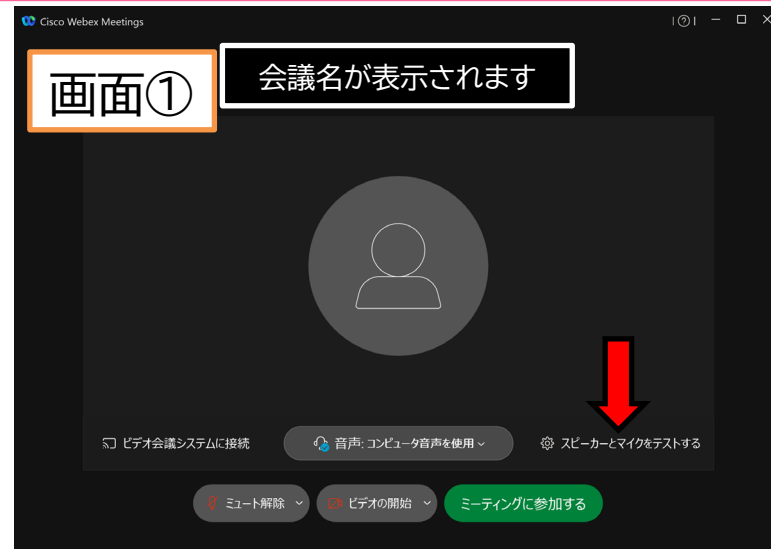 Cisco Webex Meetings
画面①
会議名が表示されます
ビデオ会議システムに接続
音声: コンピュータ音声を使用
スピーカーとマイクをテストする
ミュート解除
ビデオの開始
ミーティングに参加する